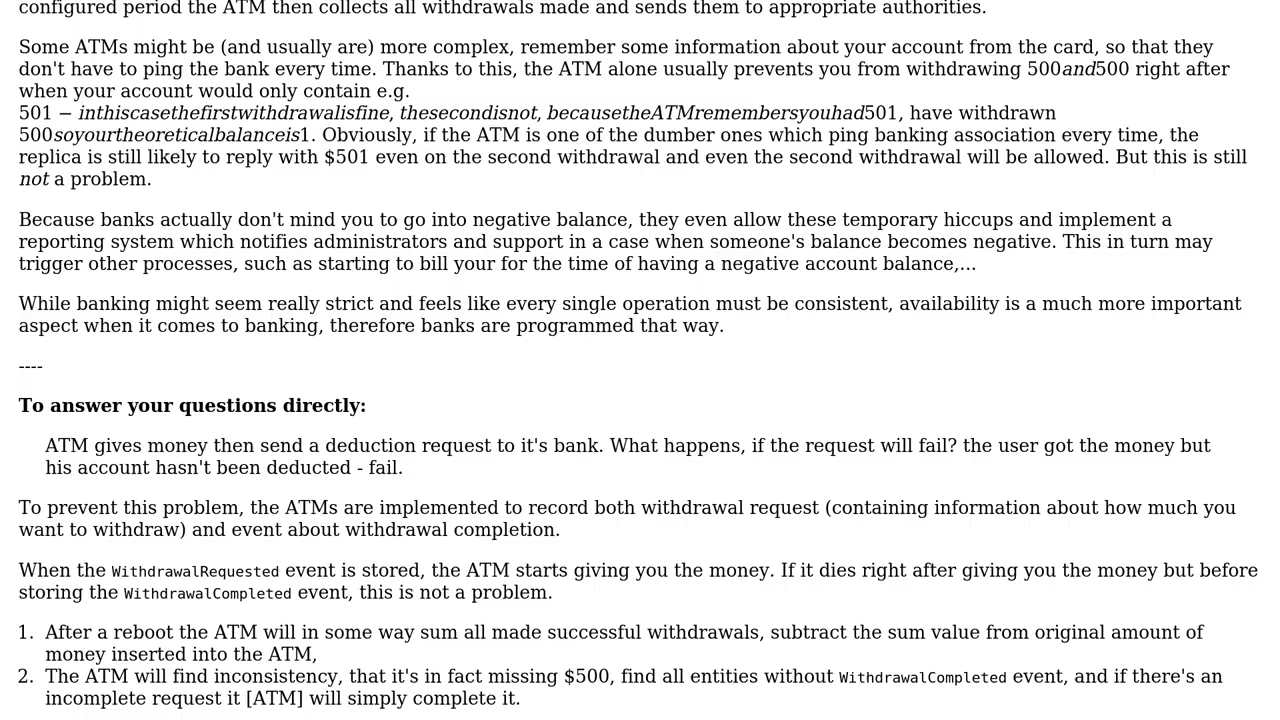 configured period the ATM then collects all withdrawals made and sends them to appropriate authorities.
Some ATMs might be (and usually are) more complex, remember some information about your account from the card, so that they
don't have to ping the bank every time. Thanks to this, the ATM alone usually prevents you from withdrawing 500and500 right after
when your account would only contain e.g.
501 − inthiscasethefirstwithdrawalisfine, thesecondisnot, becausetheATMremembersyouhad501, have withdrawn
500soyourtheoreticalbalanceis1. Obviously, if the ATM is one of the dumber ones which ping banking association every time, the
replica is still likely to reply with $501 even on the second withdrawal and even the second withdrawal will be allowed. But this is still
not a problem.
Because banks actually don't mind you to go into negative balance, they even allow these temporary hiccups and implement a
reporting system which notifies administrators and support in a case when someone's balance becomes negative. This in turn may
trigger other processes, such as starting to bill your for the time of having a negative account balance,...
While banking might seem really strict and feels like every single operation must be consistent, availability is a much more important
aspect when it comes to banking, therefore banks are programmed that way.
----
To answer your questions directly:
ATM gives money then send a deduction request to it's bank. What happens, if the request will fail? the user got the money but
his account hasn't been deducted - fail.
To prevent this problem, the ATMs are implemented to record both withdrawal request (containing information about how much you
want to withdraw) and event about withdrawal completion.
When the WithdrawalRequested event is stored, the ATM starts giving you the money. If it dies right after giving you the money but before
storing the WithdrawalCompleted event, this is not a problem.
1. After a reboot the ATM will in some way sum all made successful withdrawals, subtract the sum value from original amount of
money inserted into the ATM,
2. The ATM will find inconsistency, that it's in fact missing $500, find all entities without WithdrawalCompleted event, and if there's an
incomplete request it [ATM] will simply complete it.